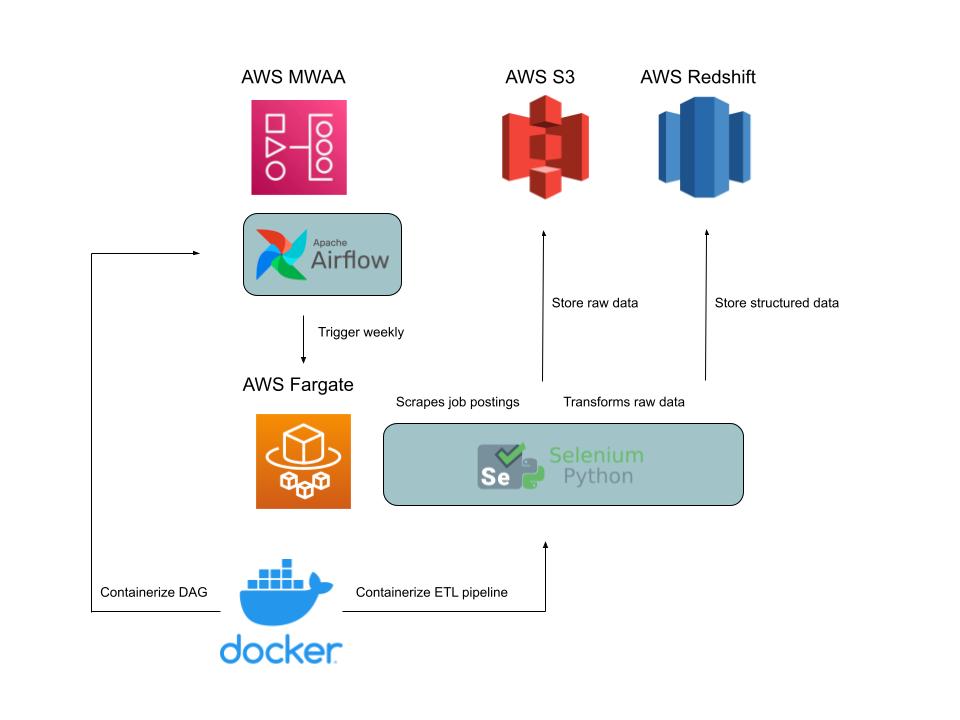 AWS MWAA
AWS S3
AWS Redshift
Apache
Airflow
Store raw data
Store structured data
Trigger weekly
AWS Fargate
Scrapes job postings
Transforms raw data
Se
Selenium
Python
Containerize DAG
Containerize ETL pipeline
docker